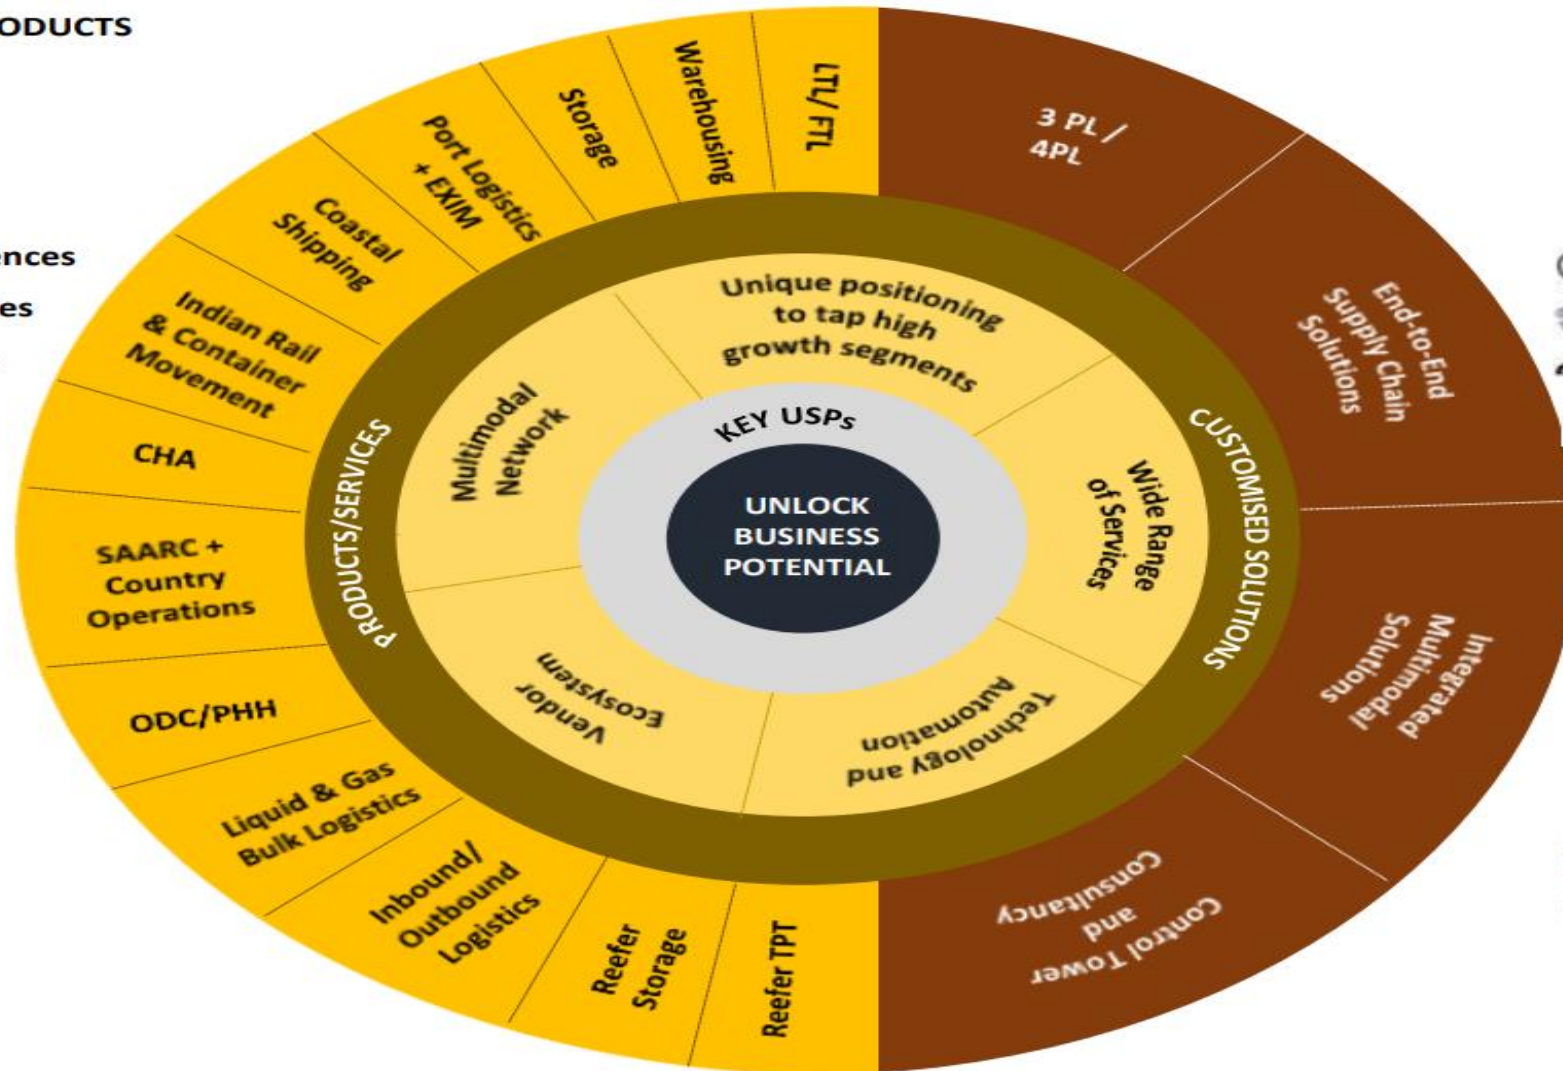 ODUCTS
ences
es
LTL/ FTL
Warehousing
Storage
Port Logistics
+ EXIM
Coastal
Shipping
Indian Rail
& Container
Movement
CHA
SAARC +
Country
Operations
ODC/PHH
Liquid & Gas
Bulk Logistics
Inbound/
Outbound
Logistics
Reefer
Storage
Reefer TPT
3 PL /
4PL
End-to-End
Supply Chain
Solutions
Integrated
Multimodal
Solutions
Control Tower
and
Consultancy
PRODUCTS/SERVICES
CUSTOMISED SOLUTIONS
Unique positioning
to tap high
growth segments
Wide Range
of Services
Technology and
Automation
Vendor
Ecosystem
Multimodal
Network
KEY USPs
UNLOCK
BUSINESS
POTENTIAL